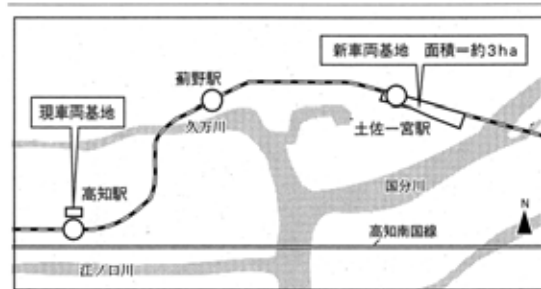 新車両基地 面積=約3ha
薊野駅
現車両基地
久万川
土佐一宮駅
高知駅
国分川
N
高知南国線
江ノ口川